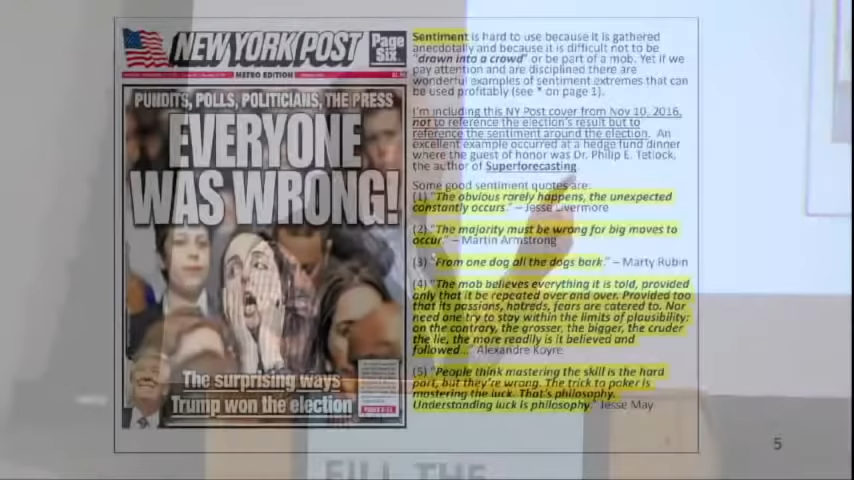 NEW YORK POST
Page
Six
METRO EDITION
PUNDITS, POLLS, POLITICIANS, THE PRESS
EVERYONE
WAS WRONG!
The surprising ways
Trump won the election
Sentiment is hard to use because it is gathered
anecdotally and because it is difficult not to be
"drawn into a crowd" or be part of a mob. Yet if we
pay attention and are disciplined there are
wonderful examples of sentiment extremes that can
be used profitably (see * on page 1).
I'm including this NY Post cover from Nov 10, 2016,
not to reference the election's result but to
reference the sentiment around the election. An
excellent example occurred at a hedge fund dinner
where the guest of honor was Dr. Philip E. Tetlock,
the author of Superforecasting.
Some good sentiment quotes are:
(1) "The obvious rarely happens, the unexpected
constantly occurs." – Jesse Livermore
(2) "The majority must be wrong for big moves to
occur." – Martin Armstrong
(3) "From one dog all the dogs bark." – Marty Rubin
(4) "The mob believes everything it is told, provided
only that it be repeated over and over. Provided too
that its passions, hatreds, fears are catered to. Nor
need one try to stay within the limits of plausibility:
on the contrary, the grosser, the bigger, the cruder
the lie, the more readily is it believed and
followed..." Alexandre Koyre
(5) "People think mastering the skill is the hard
part, but they're wrong. The trick to poker is
mastering the luck. That's philosophy.
Understanding luck is philosophy." Jesse May
5
FILL THE